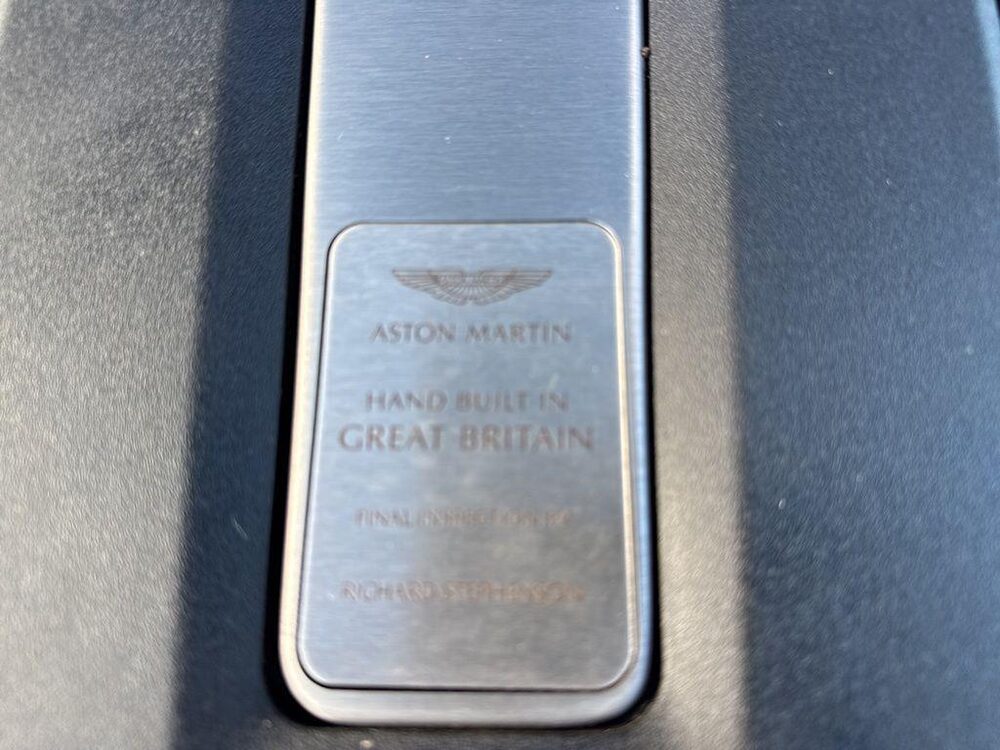 ASTON MARTIN
HAND BUILT IN
GREAT BRITAIN
FINAL INSPECTION BY
RICHARD STEPHENSON